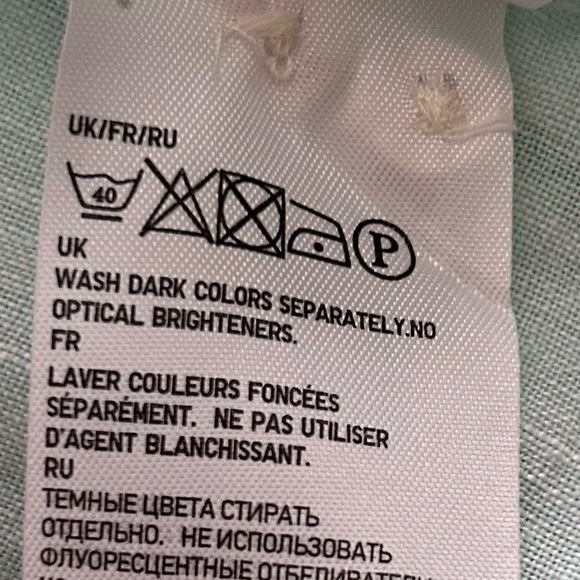 UK/FR/RU
40
P
UK
WASH DARK COLORS SEPARATELY.NO
OPTICAL BRIGHTENERS.
FR
LAVER COULEURS FONCÉES
SÉPARÉMENT. NE PAS UTILISER
D'AGENT BLANCHISSANT.
RU
ТЕМНЫЕ ЦВЕТА СТИРАТЬ
ОТДЕЛЬНО. НЕ ИСПОЛЬЗОВАТЬ
ФЛУОРЕСЦЕНТНЫЕ